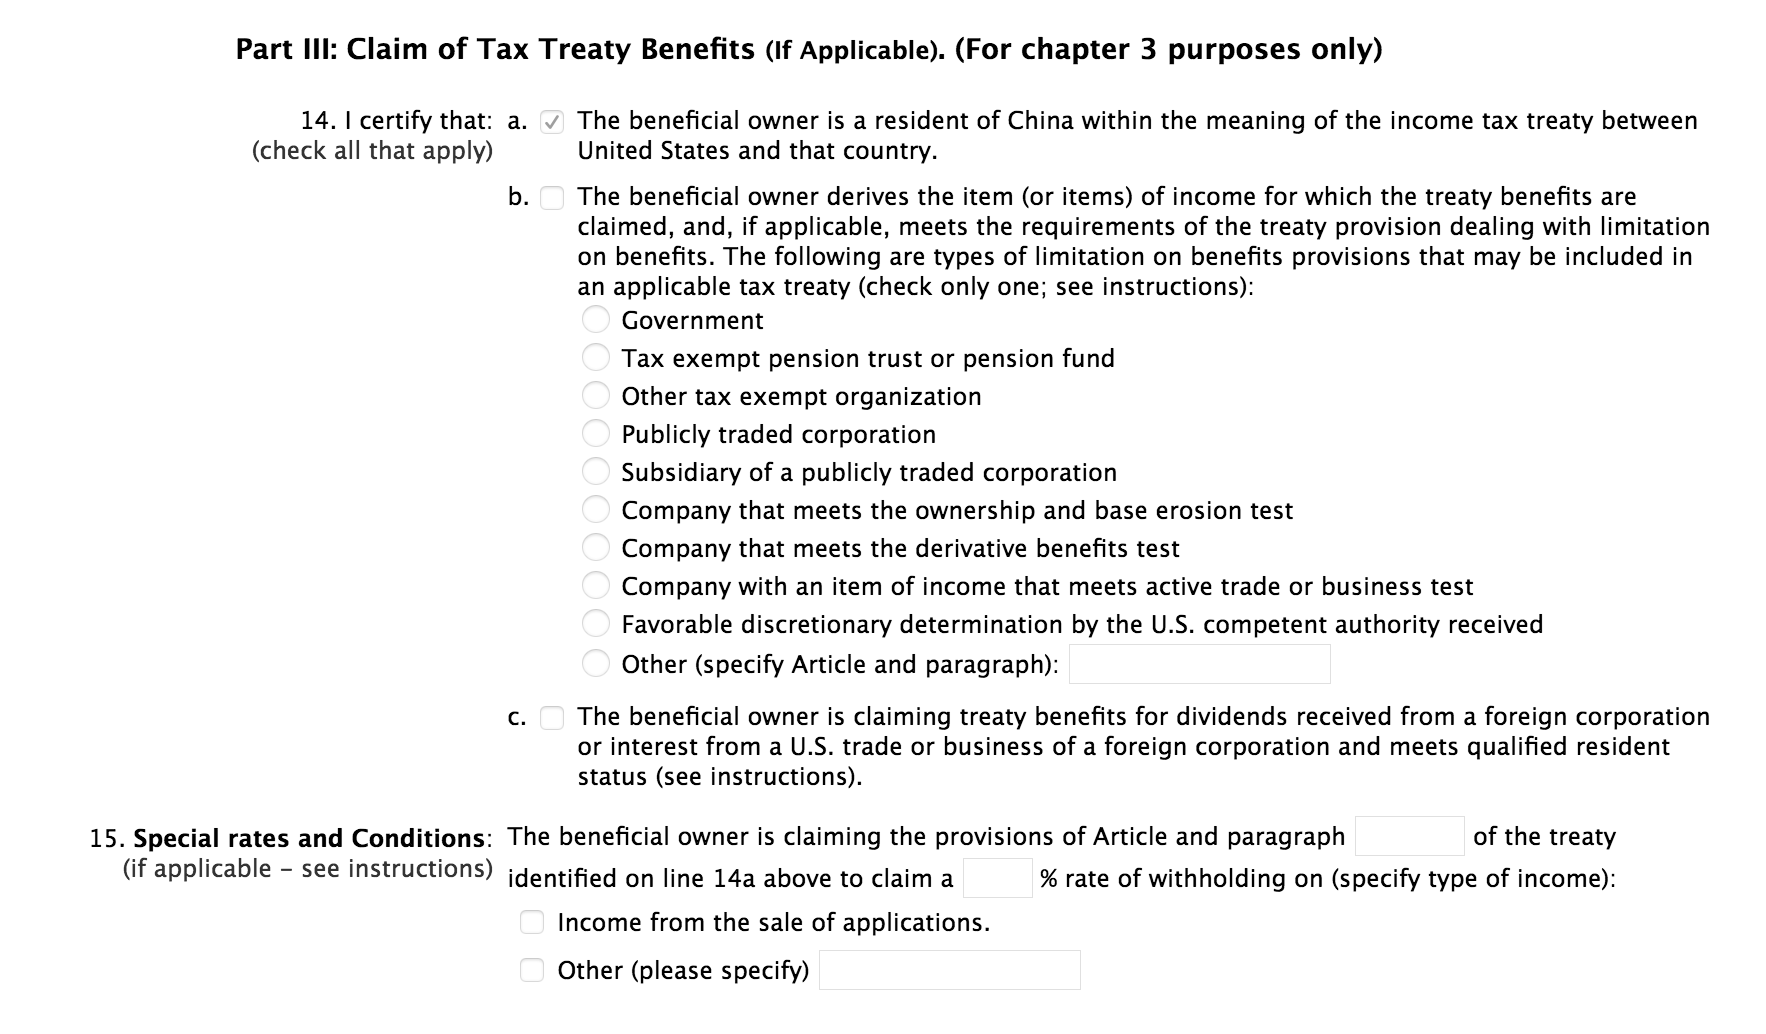 Part III: Claim of Tax Treaty Benefits (If Applicable). (For chapter 3 purposes only)
14. I certify that: a. The beneficial owner is a resident of China within the meaning of the income tax treaty between
(check all that apply) United States and that country.
b. The beneficial owner derives the item (or items) of income for which the treaty benefits are
claimed, and, if applicable, meets the requirements of the treaty provision dealing with limitation
on benefits. The following are types of limitation on benefits provisions that may be included in
an applicable tax treaty (check only one; see instructions):
Government
Tax exempt pension trust or pension fund
Other tax exempt organization
Publicly traded corporation
Subsidiary of a publicly traded corporation
Company that meets the ownership and base erosion test
Company that meets the derivative benefits test
Company with an item of income that meets active trade or business test
Favorable discretionary determination by the U.S. competent authority received
Other (specify Article and paragraph):
c. The beneficial owner is claiming treaty benefits for dividends received from a foreign corporation
or interest from a U.S. trade or business of a foreign corporation and meets qualified resident
status (see instructions).
15. Special rates and Conditions: The beneficial owner is claiming the provisions of Article and paragraph of the treaty
(if applicable – see instructions) identified on line 14a above to claim a % rate of withholding on (specify type of income):
Income from the sale of applications.
Other (please specify)